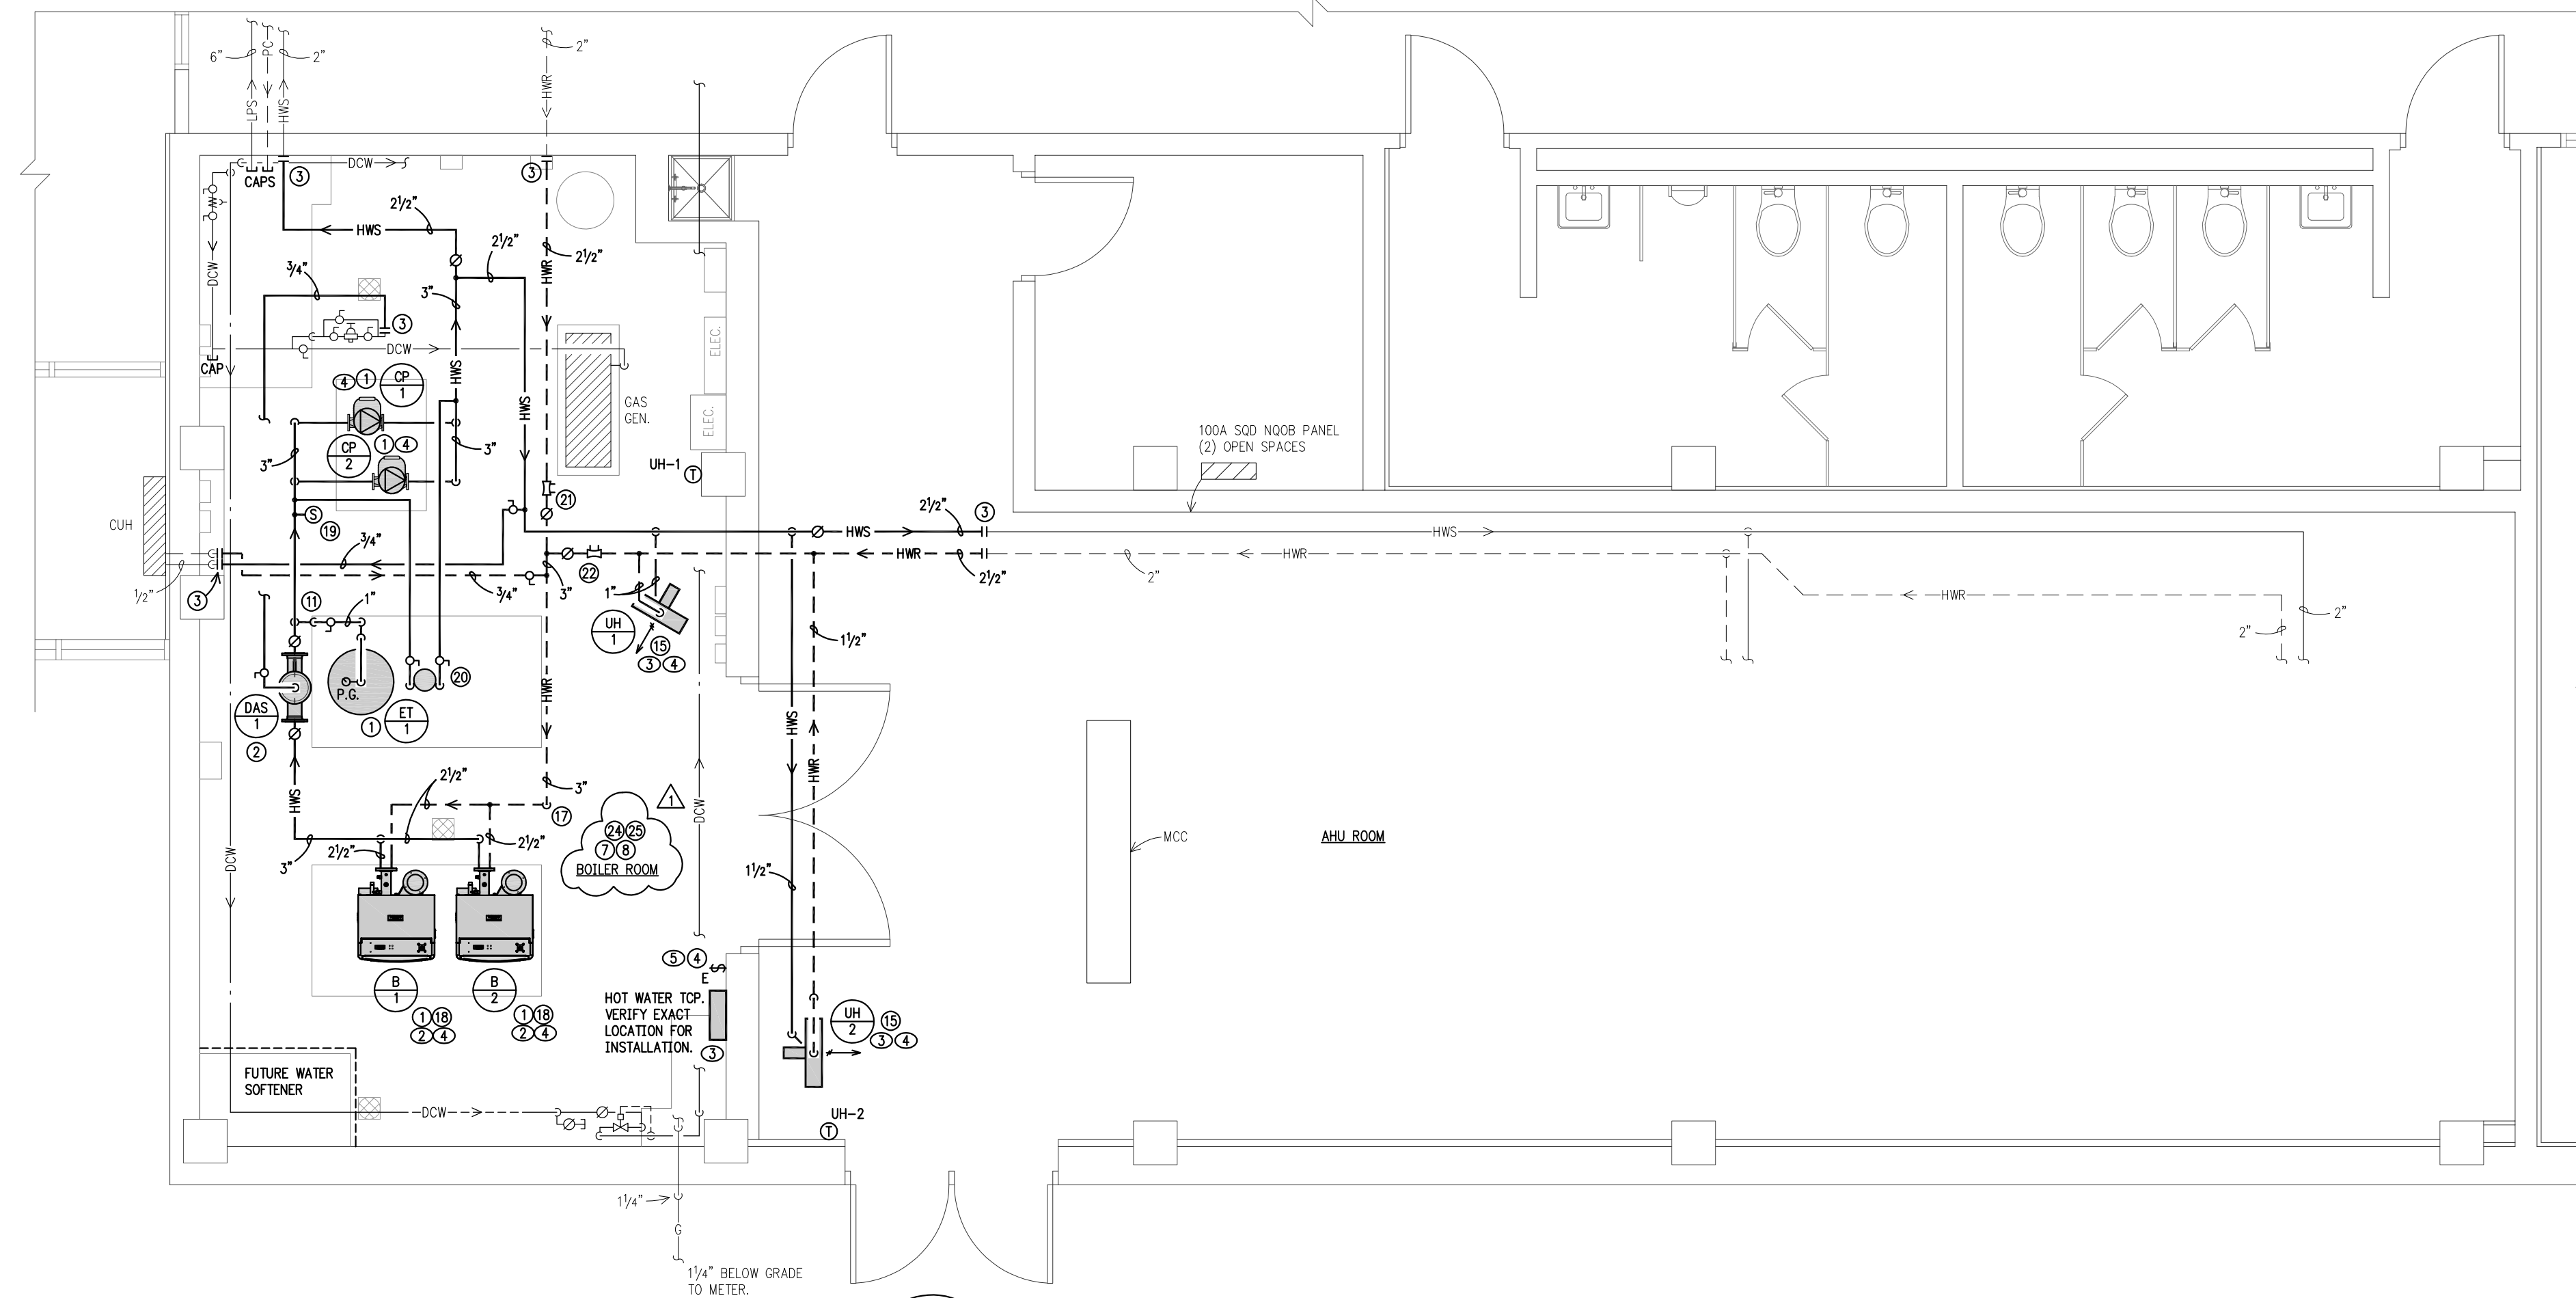 6"
LPS
PC
HWS
2"
HWR
2"
CAPS
3
DCW
3
2½"
HWS
2½"
2½"
HWR
DCW
¾"
3"
3
DCW
CAP
HWS
HWS
4
1
CP
1
ELEC.
ELEC.
GAS
GEN.
1
4
CP
2
3"
3"
UH-1
T
100A SQD NQOB PANEL
(2) OPEN SPACES
CUH
S
19
21
2½"
3
HWS
HWS
¾"
HWR
HWR
22
2½"
2"
½"
3
¾"
3"
1"
HWR
11
1"
UH
1
15
3
4
1½"
2"
2"
P.G.
20
HWR
DAS
1
2
1
ET
1
HWS
HWR
2½"
3"
17
HWS
1
24
25
7
8
BOILER ROOM
DCW
MCC
AHU ROOM
DCW
3"
2½"
2½"
1½"
5
4
E
B
1
B
2
1
18
2
4
1
18
2
4
HOT WATER TCP.
VERIFY EXACT
LOCATION FOR
INSTALLATION.
3
UH
2
15
3
4
FUTURE WATER
SOFTENER
DCW
UH-2
T
1¼"
G
1¼" BELOW GRADE
TO METER.